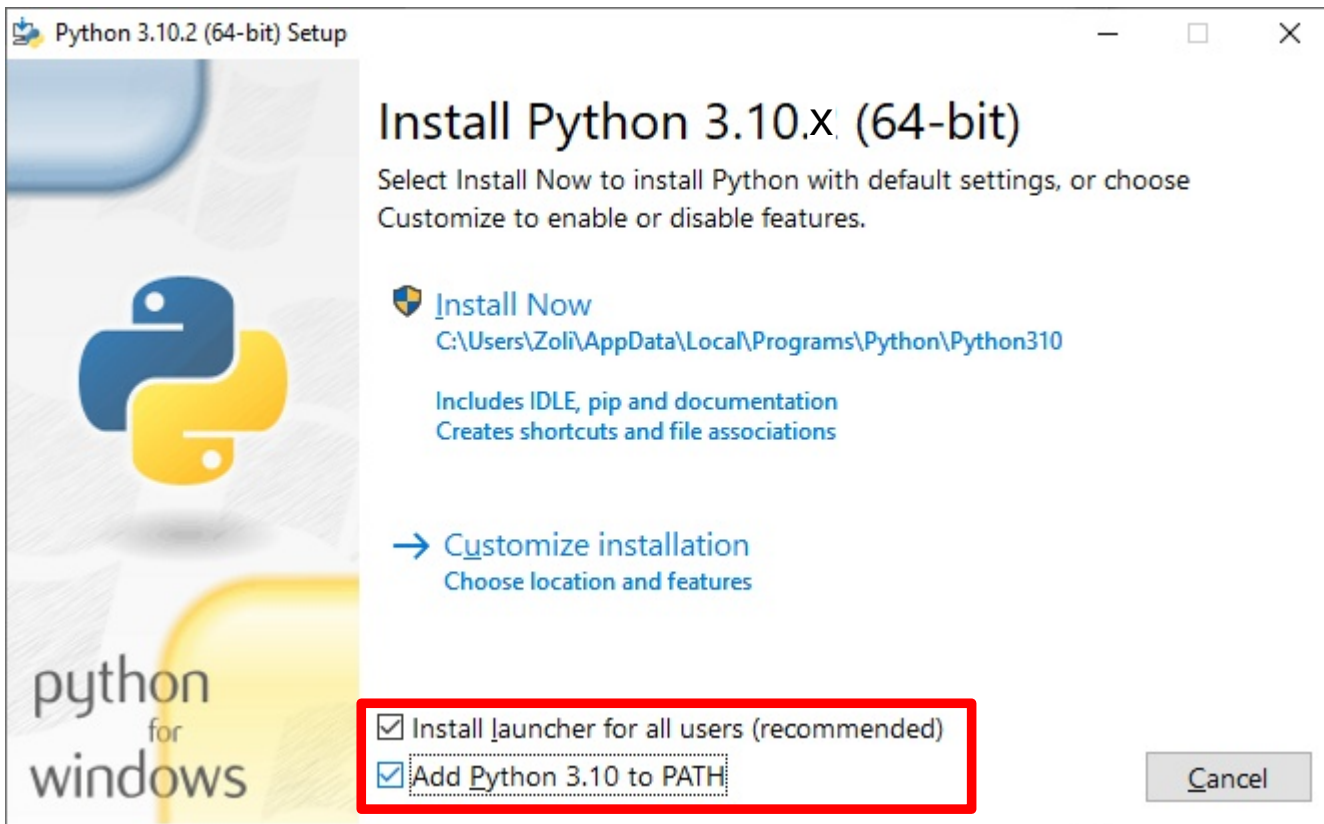 Python 3.10.2 (64-bit) Setup
Install Python 3.10.x (64-bit)
Select Install Now to install Python with default settings, or choose
Customize to enable or disable features.
Install Now
C:\Users\Zoli\AppData\Local\Programs\Python\Python310
Includes IDLE, pip and documentation
Creates shortcuts and file associations
Customize installation
Choose location and features
python
for
windows
Install launcher for all users (recommended)
Add Python 3.10 to PATH
Cancel